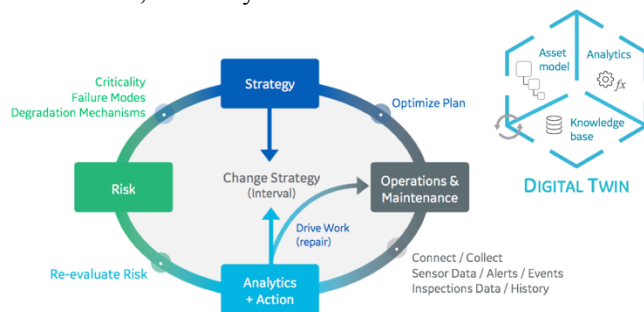 Criticality
Failure Modes
Degradation Mechanisms
Strategy
Optimize Plan
Risk
Change Strategy
(Interval)
Operations &
Maintenance
Drive Work
(repair)
Re-evaluate Risk
Analytics
+ Action
Connect / Collect
Sensor Data / Alerts / Events
Inspections Data / History
Asset
model
Analytics
fx
Knowledge
base
DIGITAL TWIN